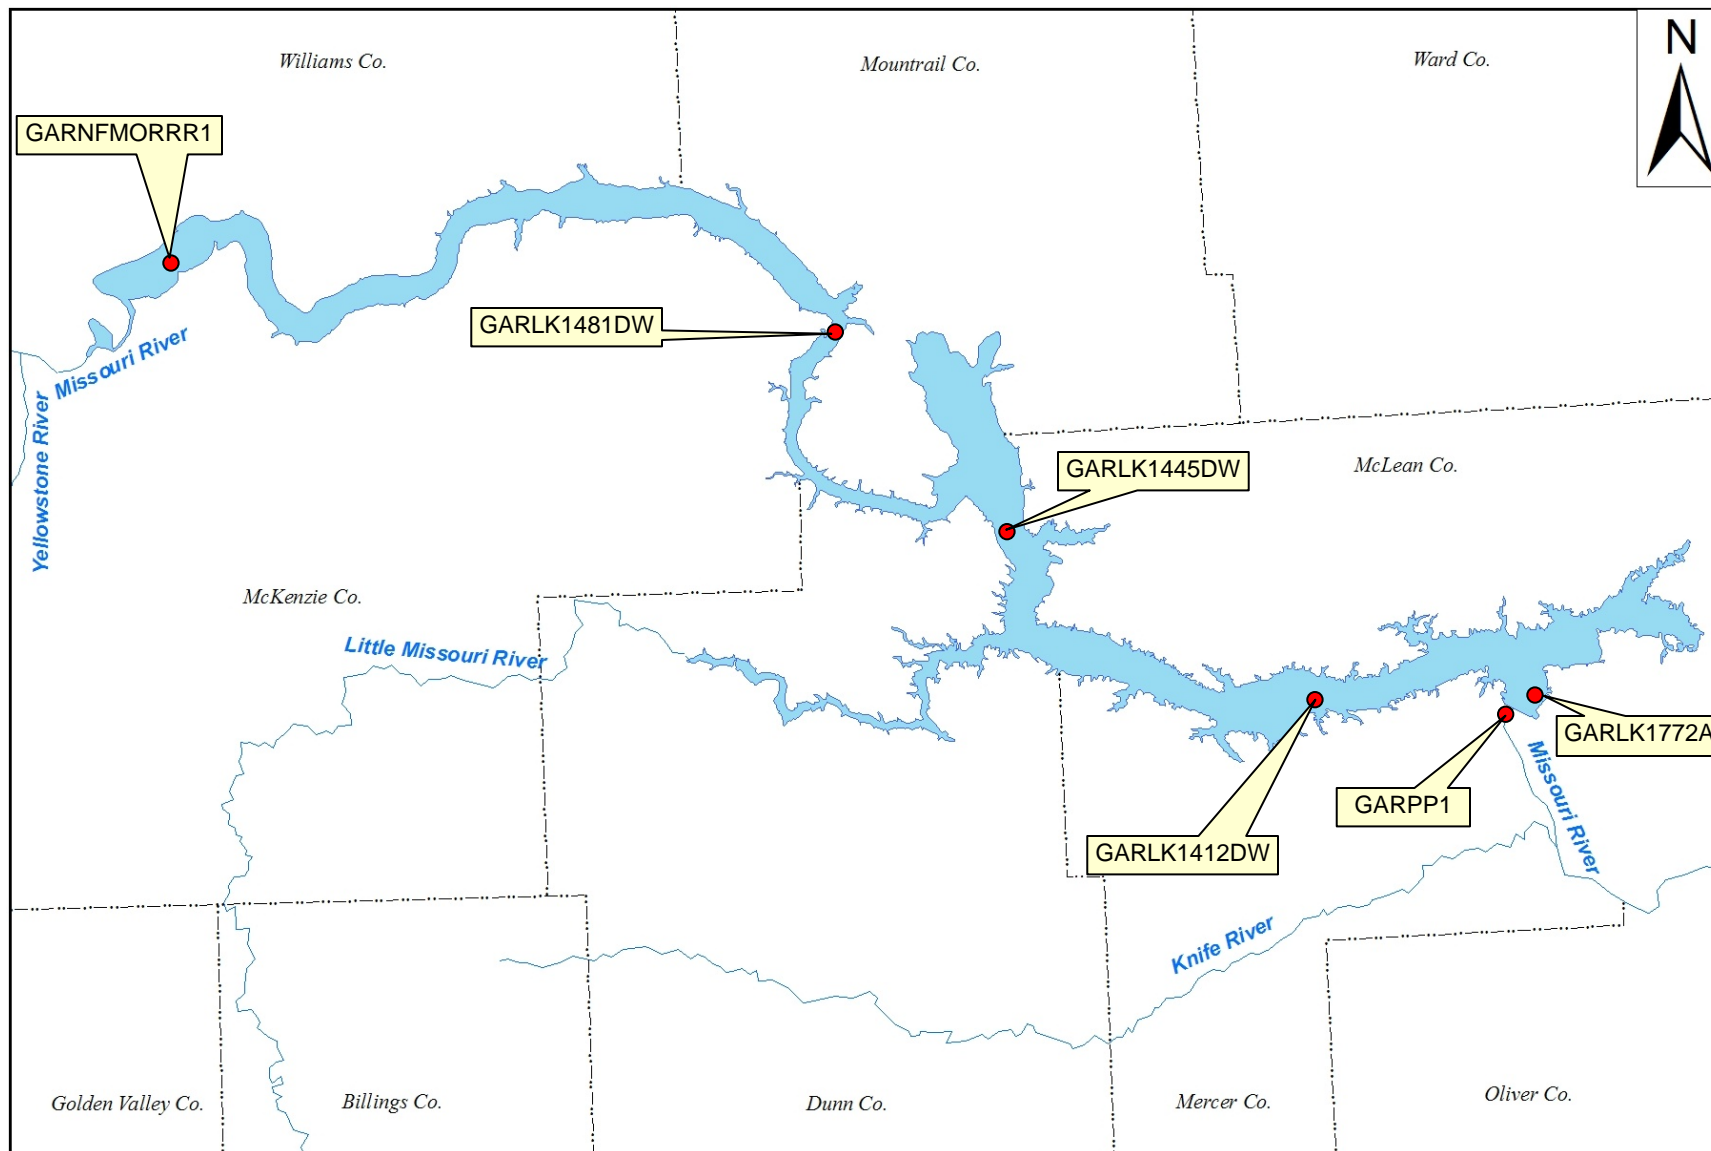 Williams Co.
Mountrail Co.
Ward Co.
N
GARNFMORRR1
GARLK1481DW
Missouri River
Yellowstone River
GARLK1445DW
McLean Co.
McKenzie Co.
Little Missouri River
GARLK1772A
Missouri River
GARPP1
GARLK1412DW
Knife River
Golden Valley Co.
Billings Co.
Dunn Co.
Mercer Co.
Oliver Co.